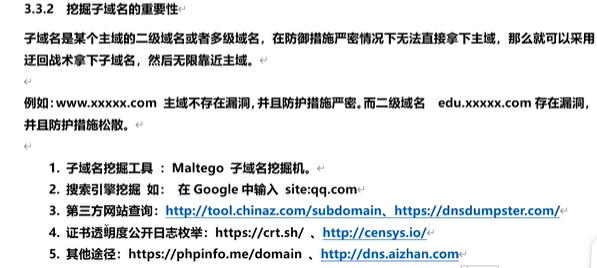 3.3.2 挖掘子域名的重要性
子域名是某个主域的二级域名或者多级域名，在防御措施严密情况下无法直接拿下主域，那么就可以采用
迂回战术拿下子域名，然后无限靠近主域。
例如：www.xxxxx.com 主域不存在漏洞，并且防护措施严密。而二级域名 edu.xxxxx.com 存在漏洞，
并且防护措施松散。
1. 子域名挖掘工具 ：Maltego 子域名挖掘机。
2. 搜索引擎挖掘 如： 在 Google 中输入 site:qq.com
3. 第三方网站查询：http://tool.chinaz.com/subdomain、https://dnsdumpster.com/
4. 证书透明度公开日志枚举：https://crt.sh/ 、http://censys.io/
5. 其他途径：https://phpinfo.me/domain 、http://dns.aizhan.com